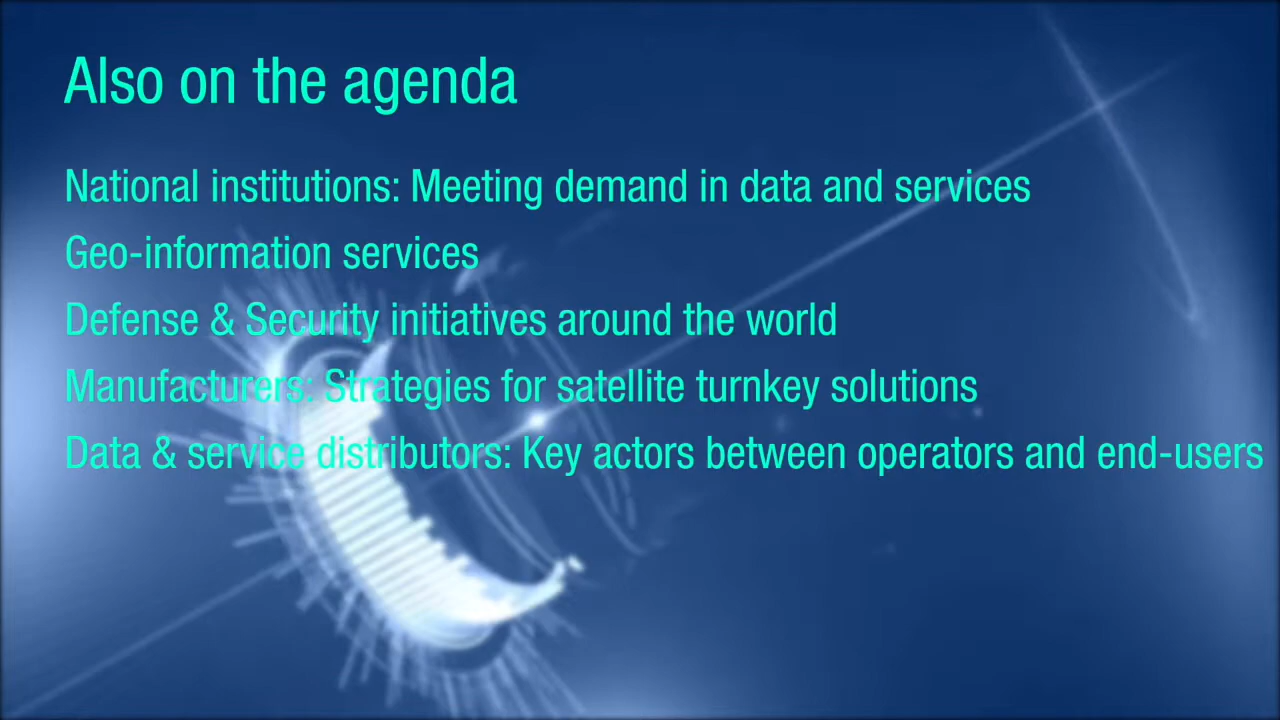 Also on the agenda
National institutions: Meeting demand in data and services
Geo-information services
Defense & Security initiatives around the world
Manufacturers: Strategies for satellite turnkey solutions
Data & service distributors: Key actors between operators and end-users